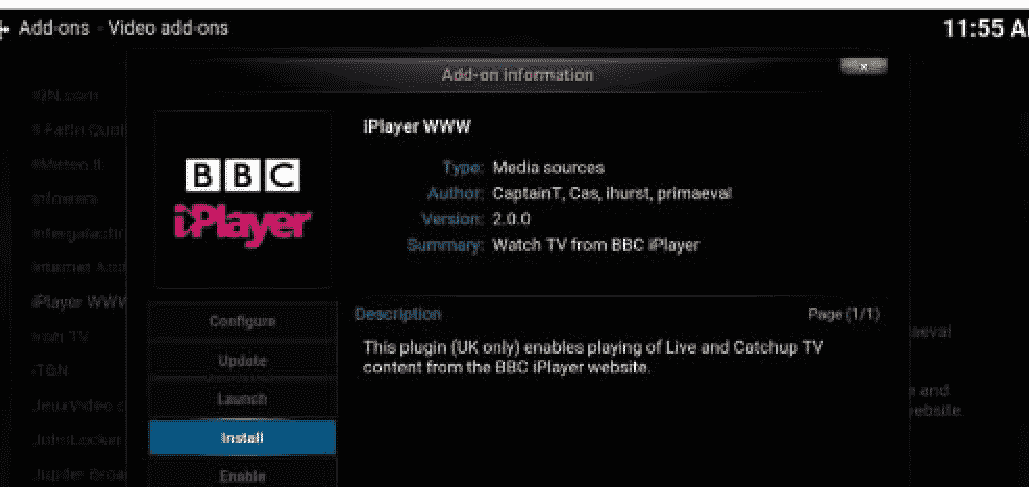 Add-ons - Video add-ons
11:55 A
Add-on information
x
iPlayer WWW
BBC
iPlayer
Type: Media sources
Author: CaptainT, Cas, ihurst, primaeval
Version: 2.0.0
Summary: Watch TV from BBC iPlayer
Description
Page (1/1)
This plugin (UK only) enables playing of Live and Catchup TV
content from the BBC iPlayer website.
Configure
Update
Launch
Install
Enable
iPlayer WWW
aeval
and
ebsite